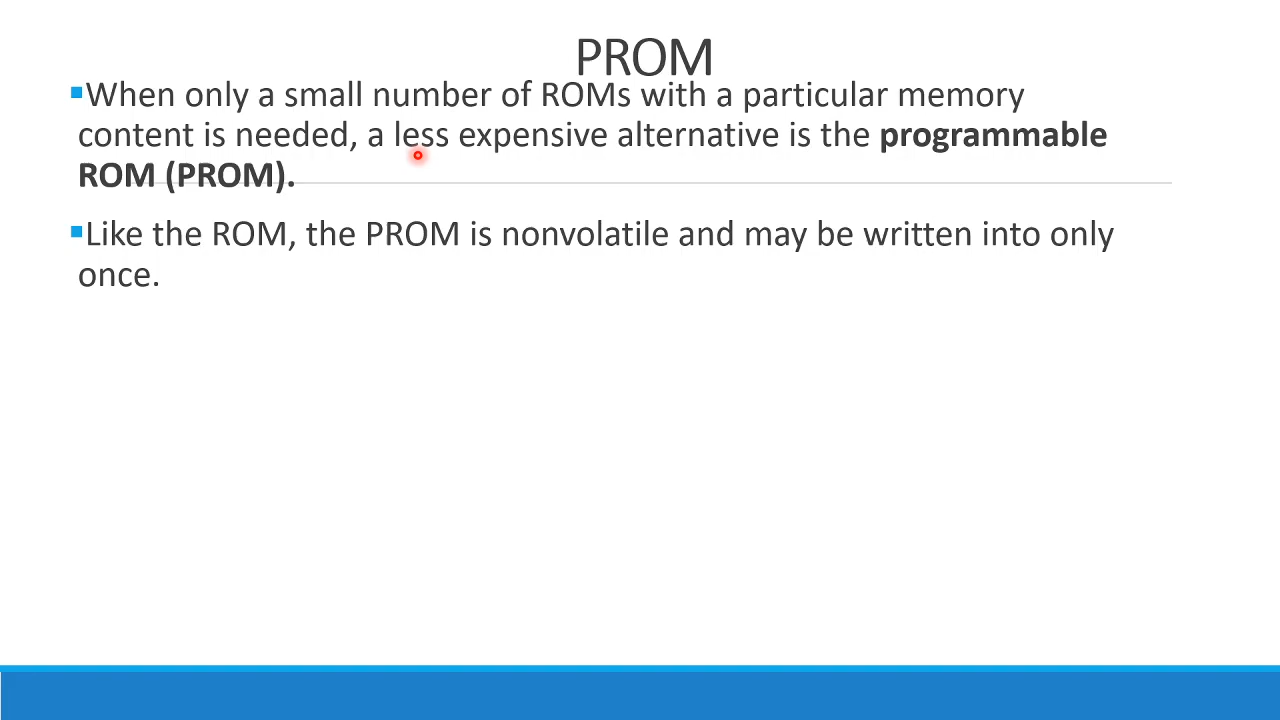 PROM
▪When only a small number of ROMs with a particular memory
content is needed, a less expensive alternative is the programmable
ROM (PROM).
▪Like the ROM, the PROM is nonvolatile and may be written into only
once.